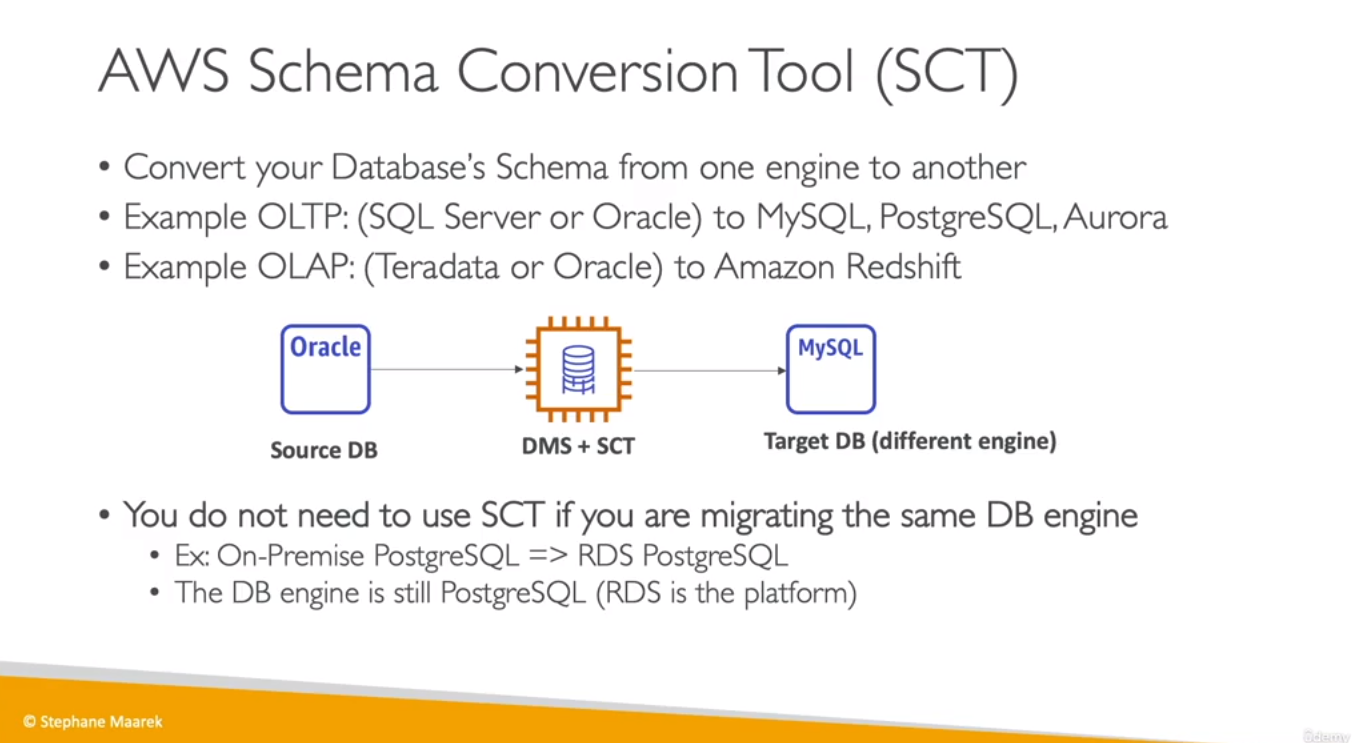 AWS Schema Conversion Tool (SCT)
• Convert your Database's Schema from one engine to another
• Example OLTP: (SQL Server or Oracle) to MySQL, PostgreSQL, Aurora
• Example OLAP: (Teradata or Oracle) to Amazon Redshift
Oracle
MySQL
Source DB
DMS + SCT
Target DB (different engine)
• You do not need to use SCT if you are migrating the same DB engine
• Ex: On-Premise PostgreSQL => RDS PostgreSQL
• The DB engine is still PostgreSQL (RDS is the platform)
© Stephane Maarek
Udemy